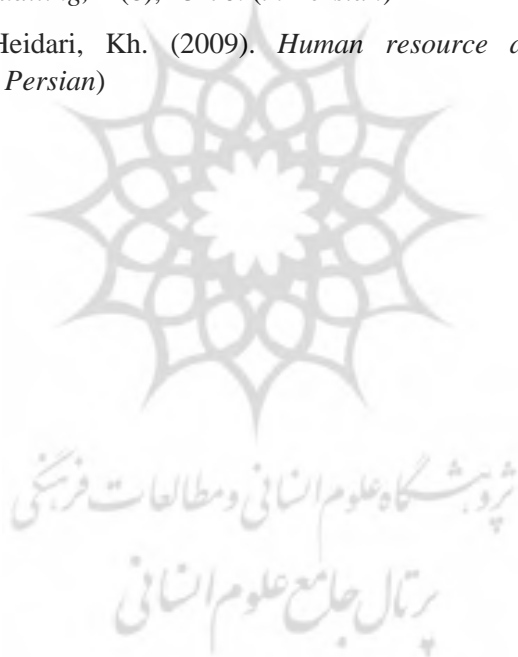 Heidari, Kh. (2009). Human resource a
Persian)
پژوهشگاه علوم انسانی و مطالعات فرهنگی
پرتال جامع علوم انسانی